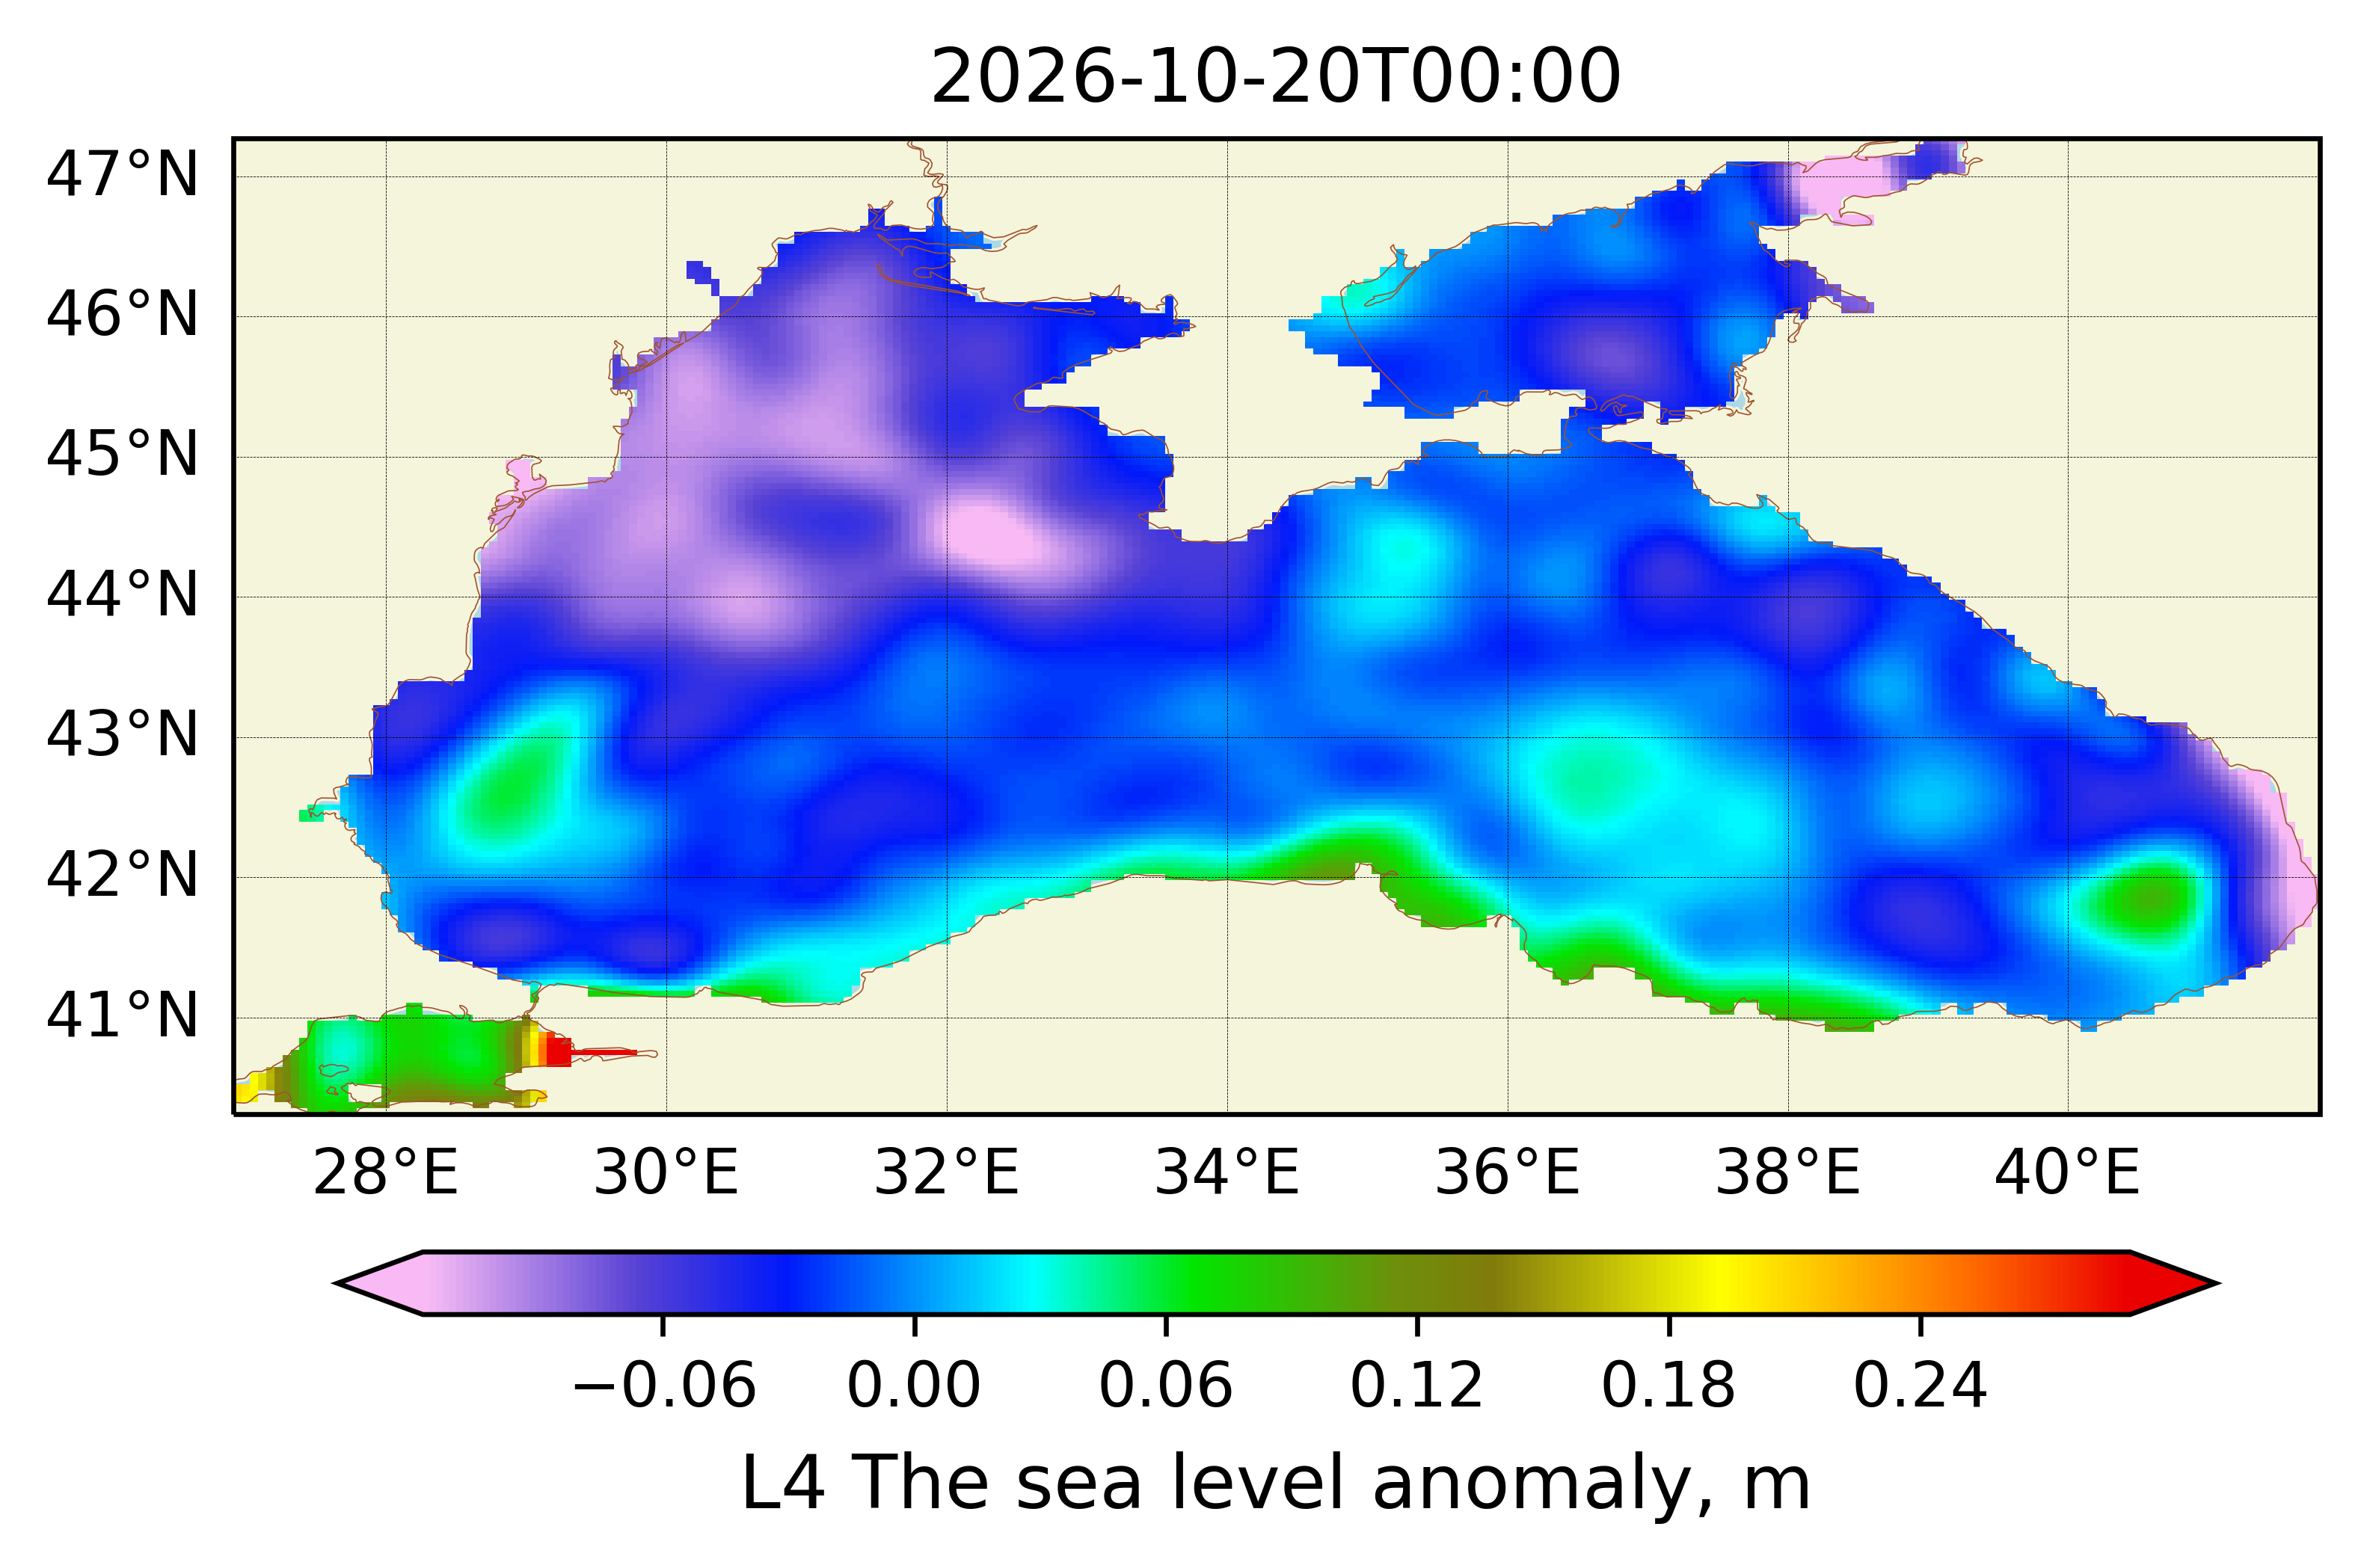 2026-10-20T00:00
47°N
46°N
45°N
44°N
43°N
42°N
41°N
28°E 30°E 32°E 34°E 36°E 38°E 40°E
−0.06 0.00 0.06 0.12 0.18 0.24
L4 The sea level anomaly, m